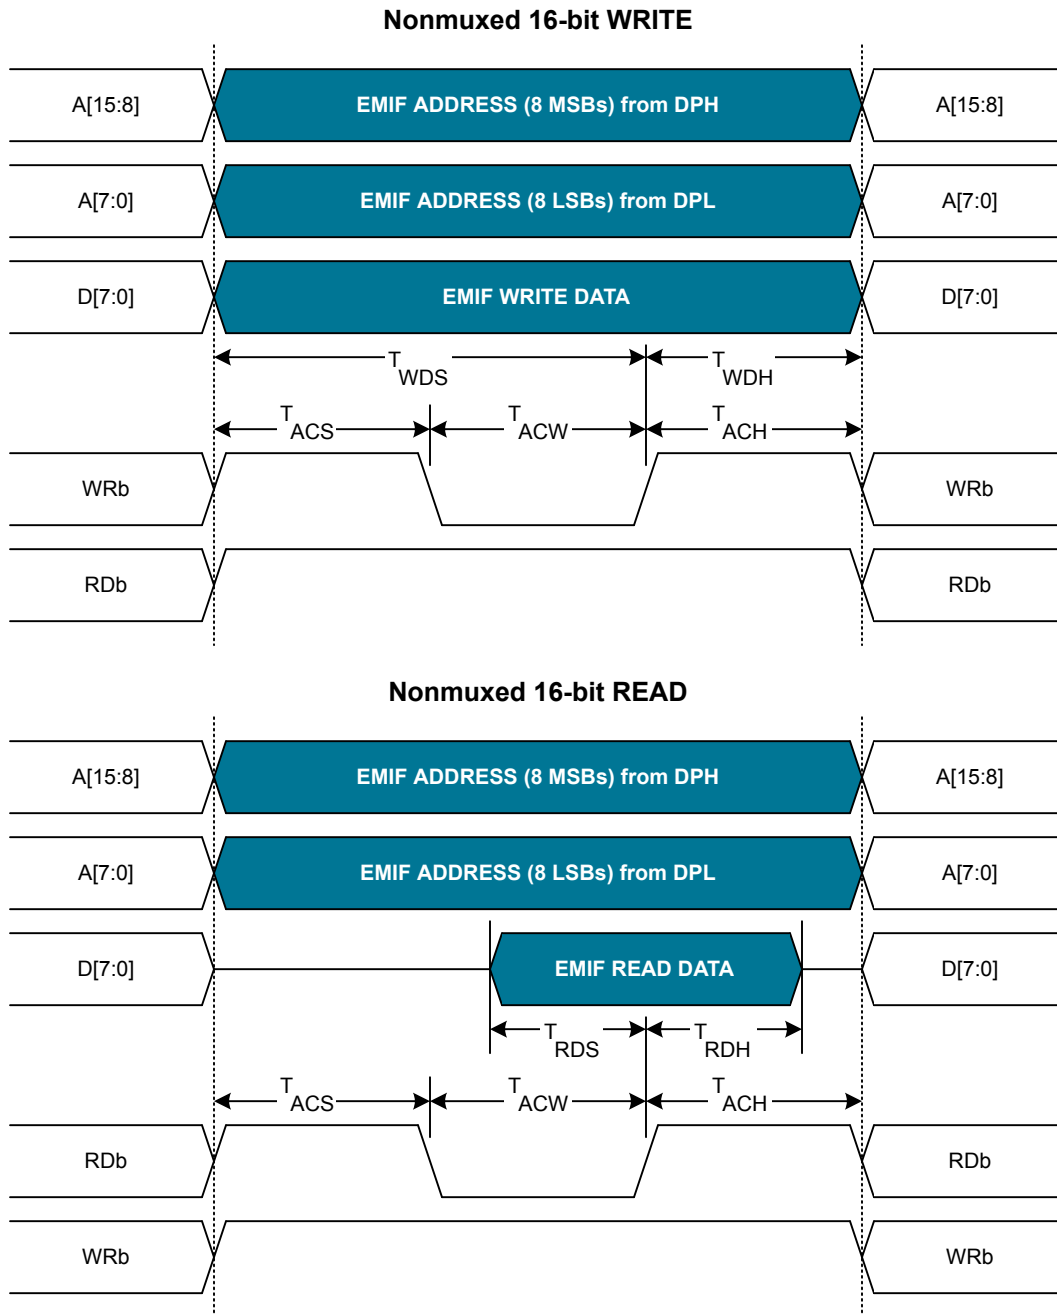 Nonmuxed 16-bit WRITE
A[15:8] EMIF ADDRESS (8 MSBs) from DPH A[15:8]
A[7:0] EMIF ADDRESS (8 LSBs) from DPL A[7:0]
D[7:0] EMIF WRITE DATA D[7:0]
TWDS TWDH
TACS TACW TACH
WRb WRb
RDb RDb
Nonmuxed 16-bit READ
A[15:8] EMIF ADDRESS (8 MSBs) from DPH A[15:8]
A[7:0] EMIF ADDRESS (8 LSBs) from DPL A[7:0]
D[7:0] EMIF READ DATA D[7:0]
TRDS TRDH
TACS TACW TACH
RDb RDb
WRb WRb